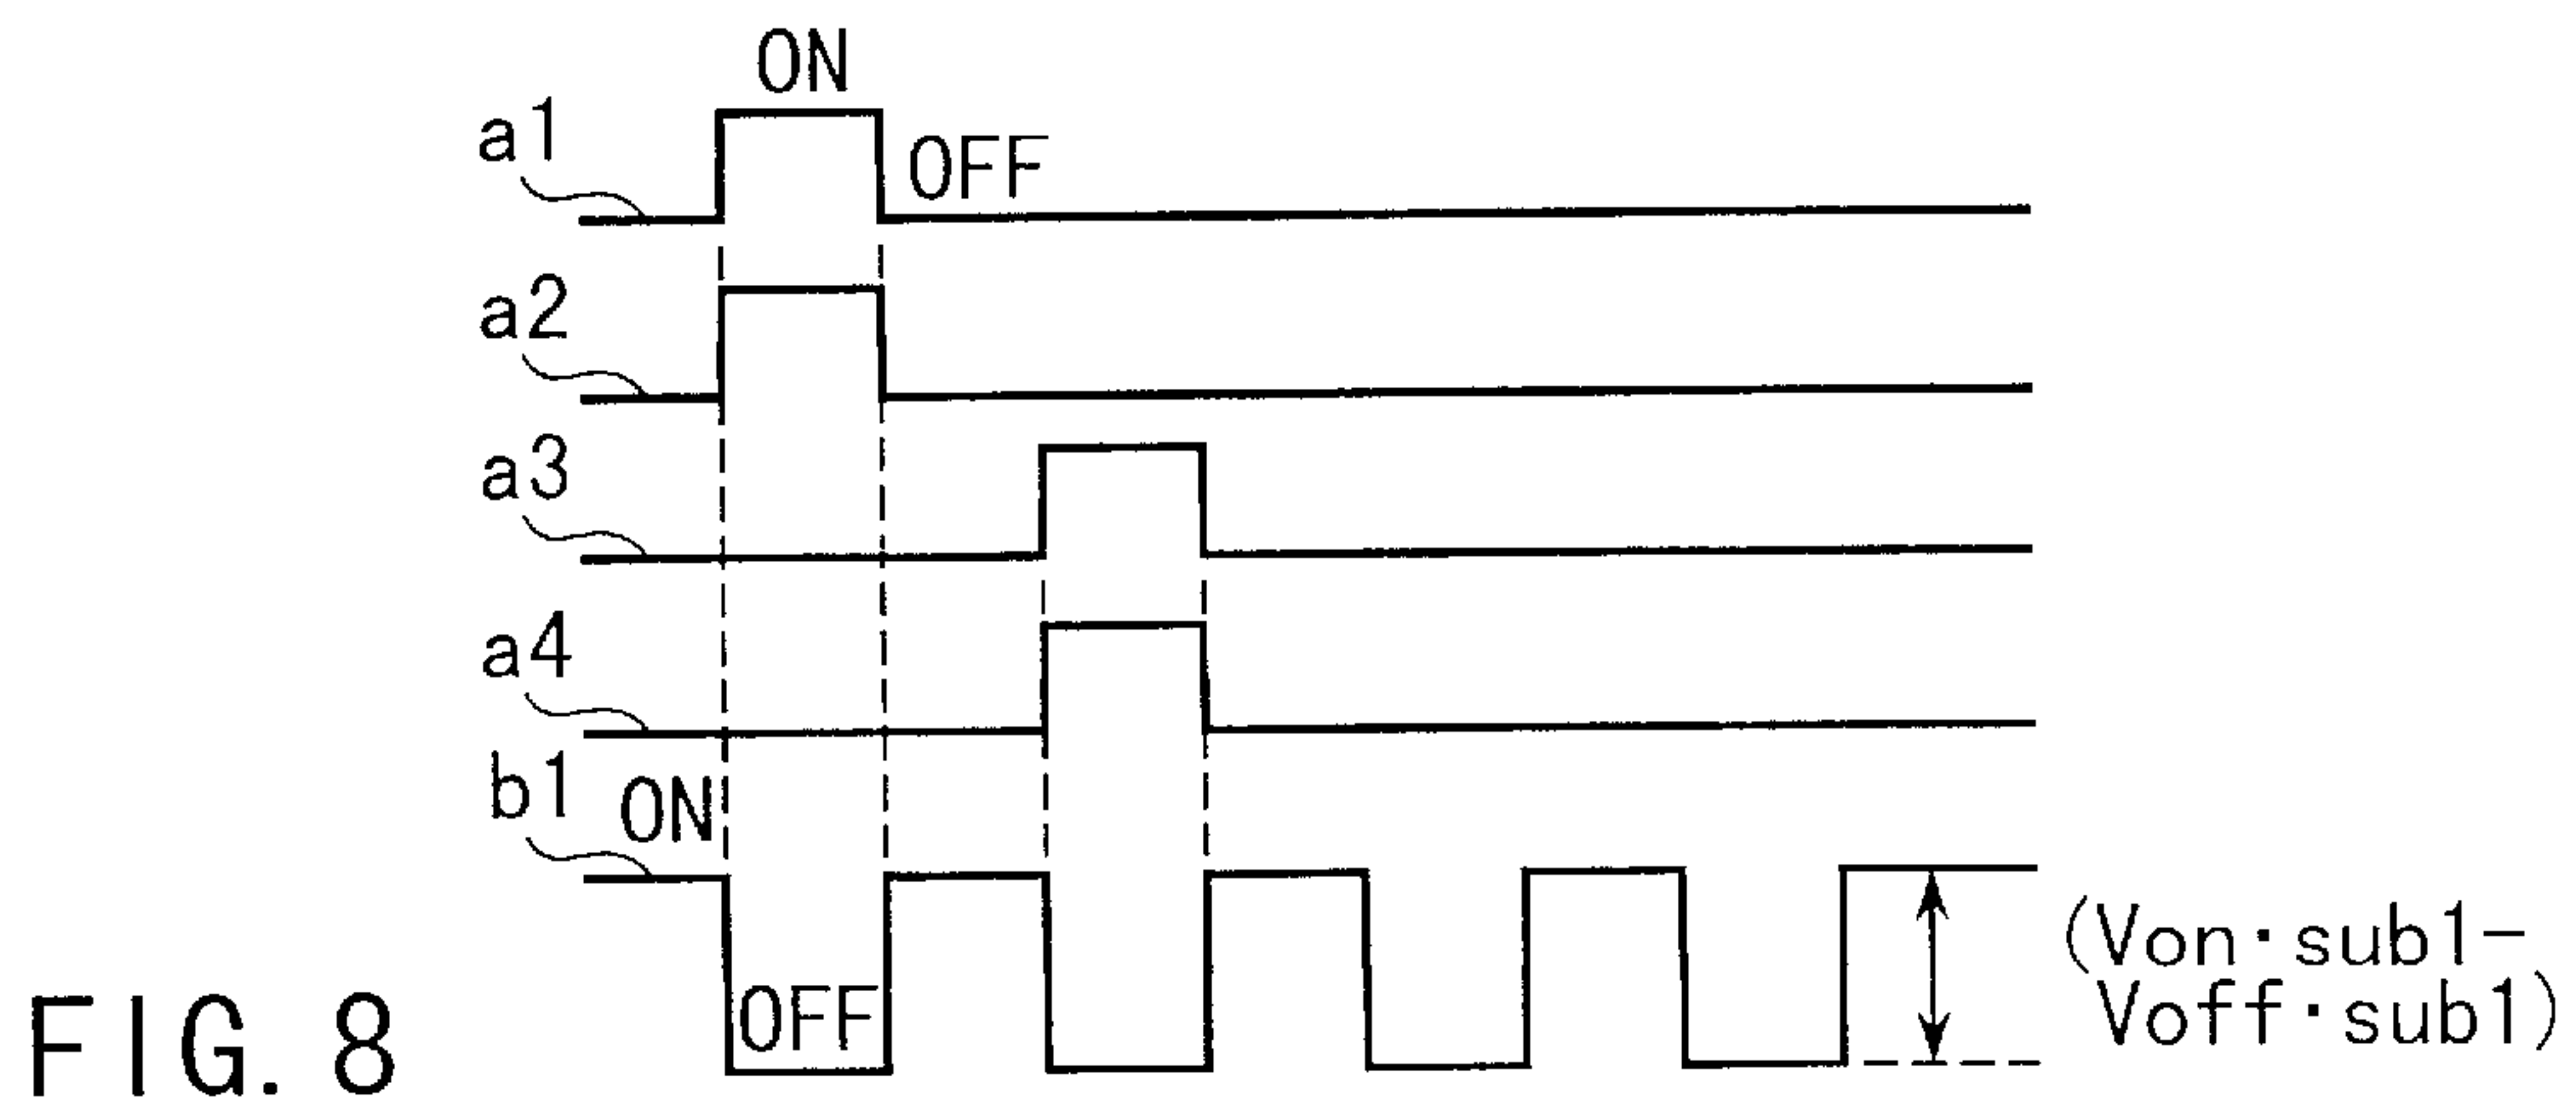 ON
a1
OFF
a2
a3
a4
b1
ON
OFF
(Von·sub1-
Voff·sub1)
FIG. 8